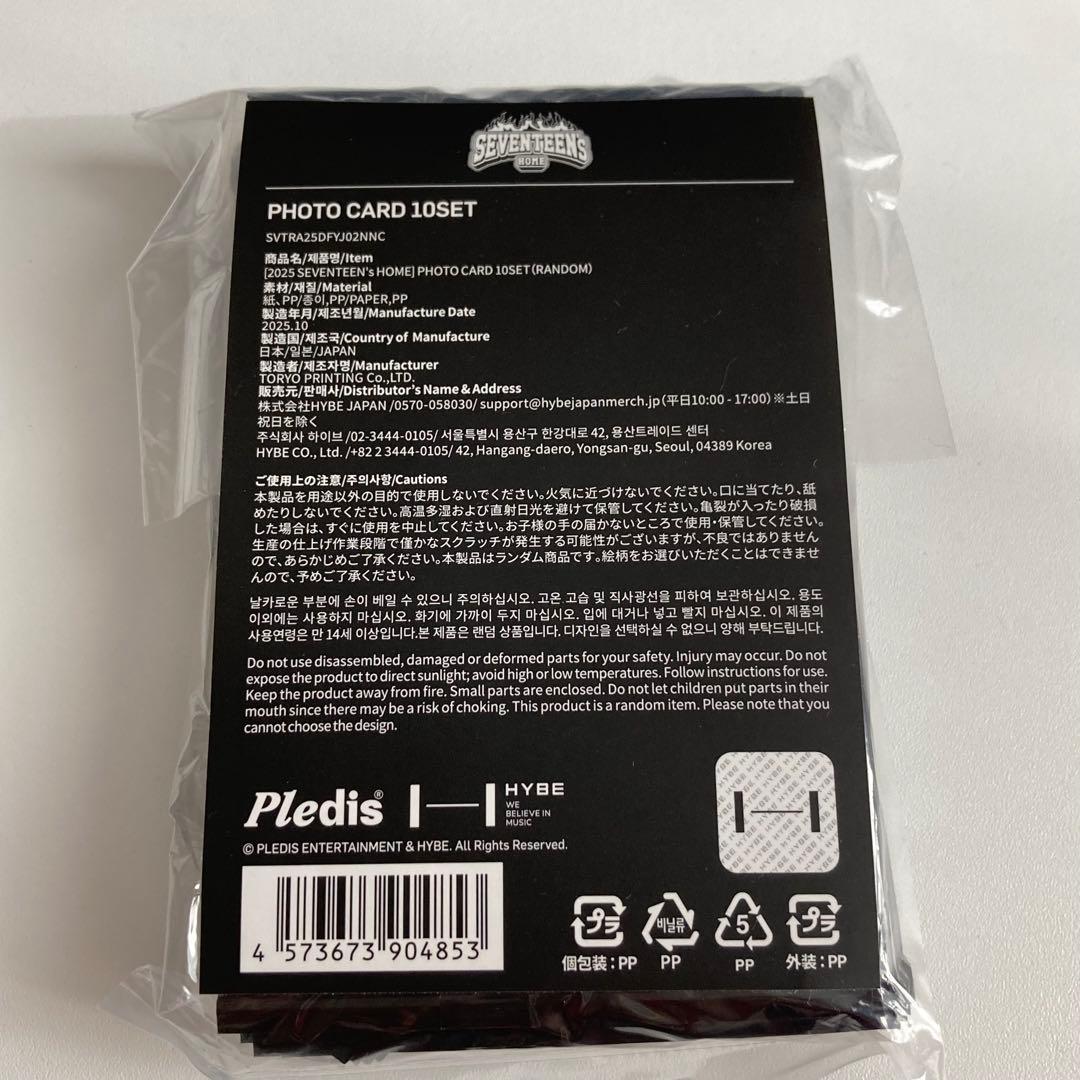 SEVENTEEN'S
HOME
PHOTO CARD 10SET
SVTRA25DFYJ02NNC
商品名/제품명/Item
[2025 SEVENTEEN's HOME] PHOTO CARD 10SET(RANDOM)
素材/재질/Material
紙、PP/종이,PP/PAPER,PP
製造年月/제조년월/Manufacture Date
2025.10
製造国/제조국/Country of Manufacture
日本/일본/JAPAN
製造者/제조자명/Manufacturer
TORYO PRINTING Co.,LTD.
販売元/판매사/Distributor's Name & Address
株式会社HYBE JAPAN /0570-058030/ support@hybejapanmerch.jp(平日10:00 - 17:00)※土日
祝日を除く
주식회사 하이브 /02-3444-0105/ 서울특별시 용산구 한강대로 42, 용산트레이드 센터
HYBE CO., Ltd. /+82 2 3444-0105/ 42, Hangang-daero, Yongsan-gu, Seoul, 04389 Korea
ご使用上の注意/주의사항/Cautions
本製品を用途以外の目的で使用しないでください。火気に近づけないでください。口に当てたり、舐
めたりしないでください。高温多湿および直射日光を避けて保管してください。亀裂が入ったり破損
した場合は、すぐに使用を中止してください。お子様の手の届かないところで使用・保管してください。
生産の仕上げ作業段階で僅かなスクラッチが発生する可能性がございますが、不良ではありません
ので、あらかじめご了承ください。本製品はランダム商品です。絵柄をお選びいただくことはできませ
んので、予めご了承ください。
날카로운 부분에 손이 베일 수 있으니 주의하십시오. 고온 고습 및 직사광선을 피하여 보관하십시오. 용도
이외에는 사용하지 마십시오. 화기에 가까이 두지 마십시오. 입에 대거나 넣고 빨지 마십시오. 이 제품의
사용연령은 만 14세 이상입니다.본 제품은 랜덤 상품입니다. 디자인을 선택하실 수 없으니 양해 부탁드립니다.
Do not use disassembled, damaged or deformed parts for your safety. Injury may occur. Do not
expose the product to direct sunlight; avoid high or low temperatures. Follow instructions for use.
Keep the product away from fire. Small parts are enclosed. Do not let children put parts in their
mouth since there may be a risk of choking. This product is a random item. Please note that you
cannot choose the design.
Pledis®
HYBE
WE
BELIEVE IN
MUSIC
© PLEDIS ENTERTAINMENT & HYBE. All Rights Reserved.
4 573673 904853
プラ 비닐류 5 プラ
個包装:PP PP PP 外装:PP